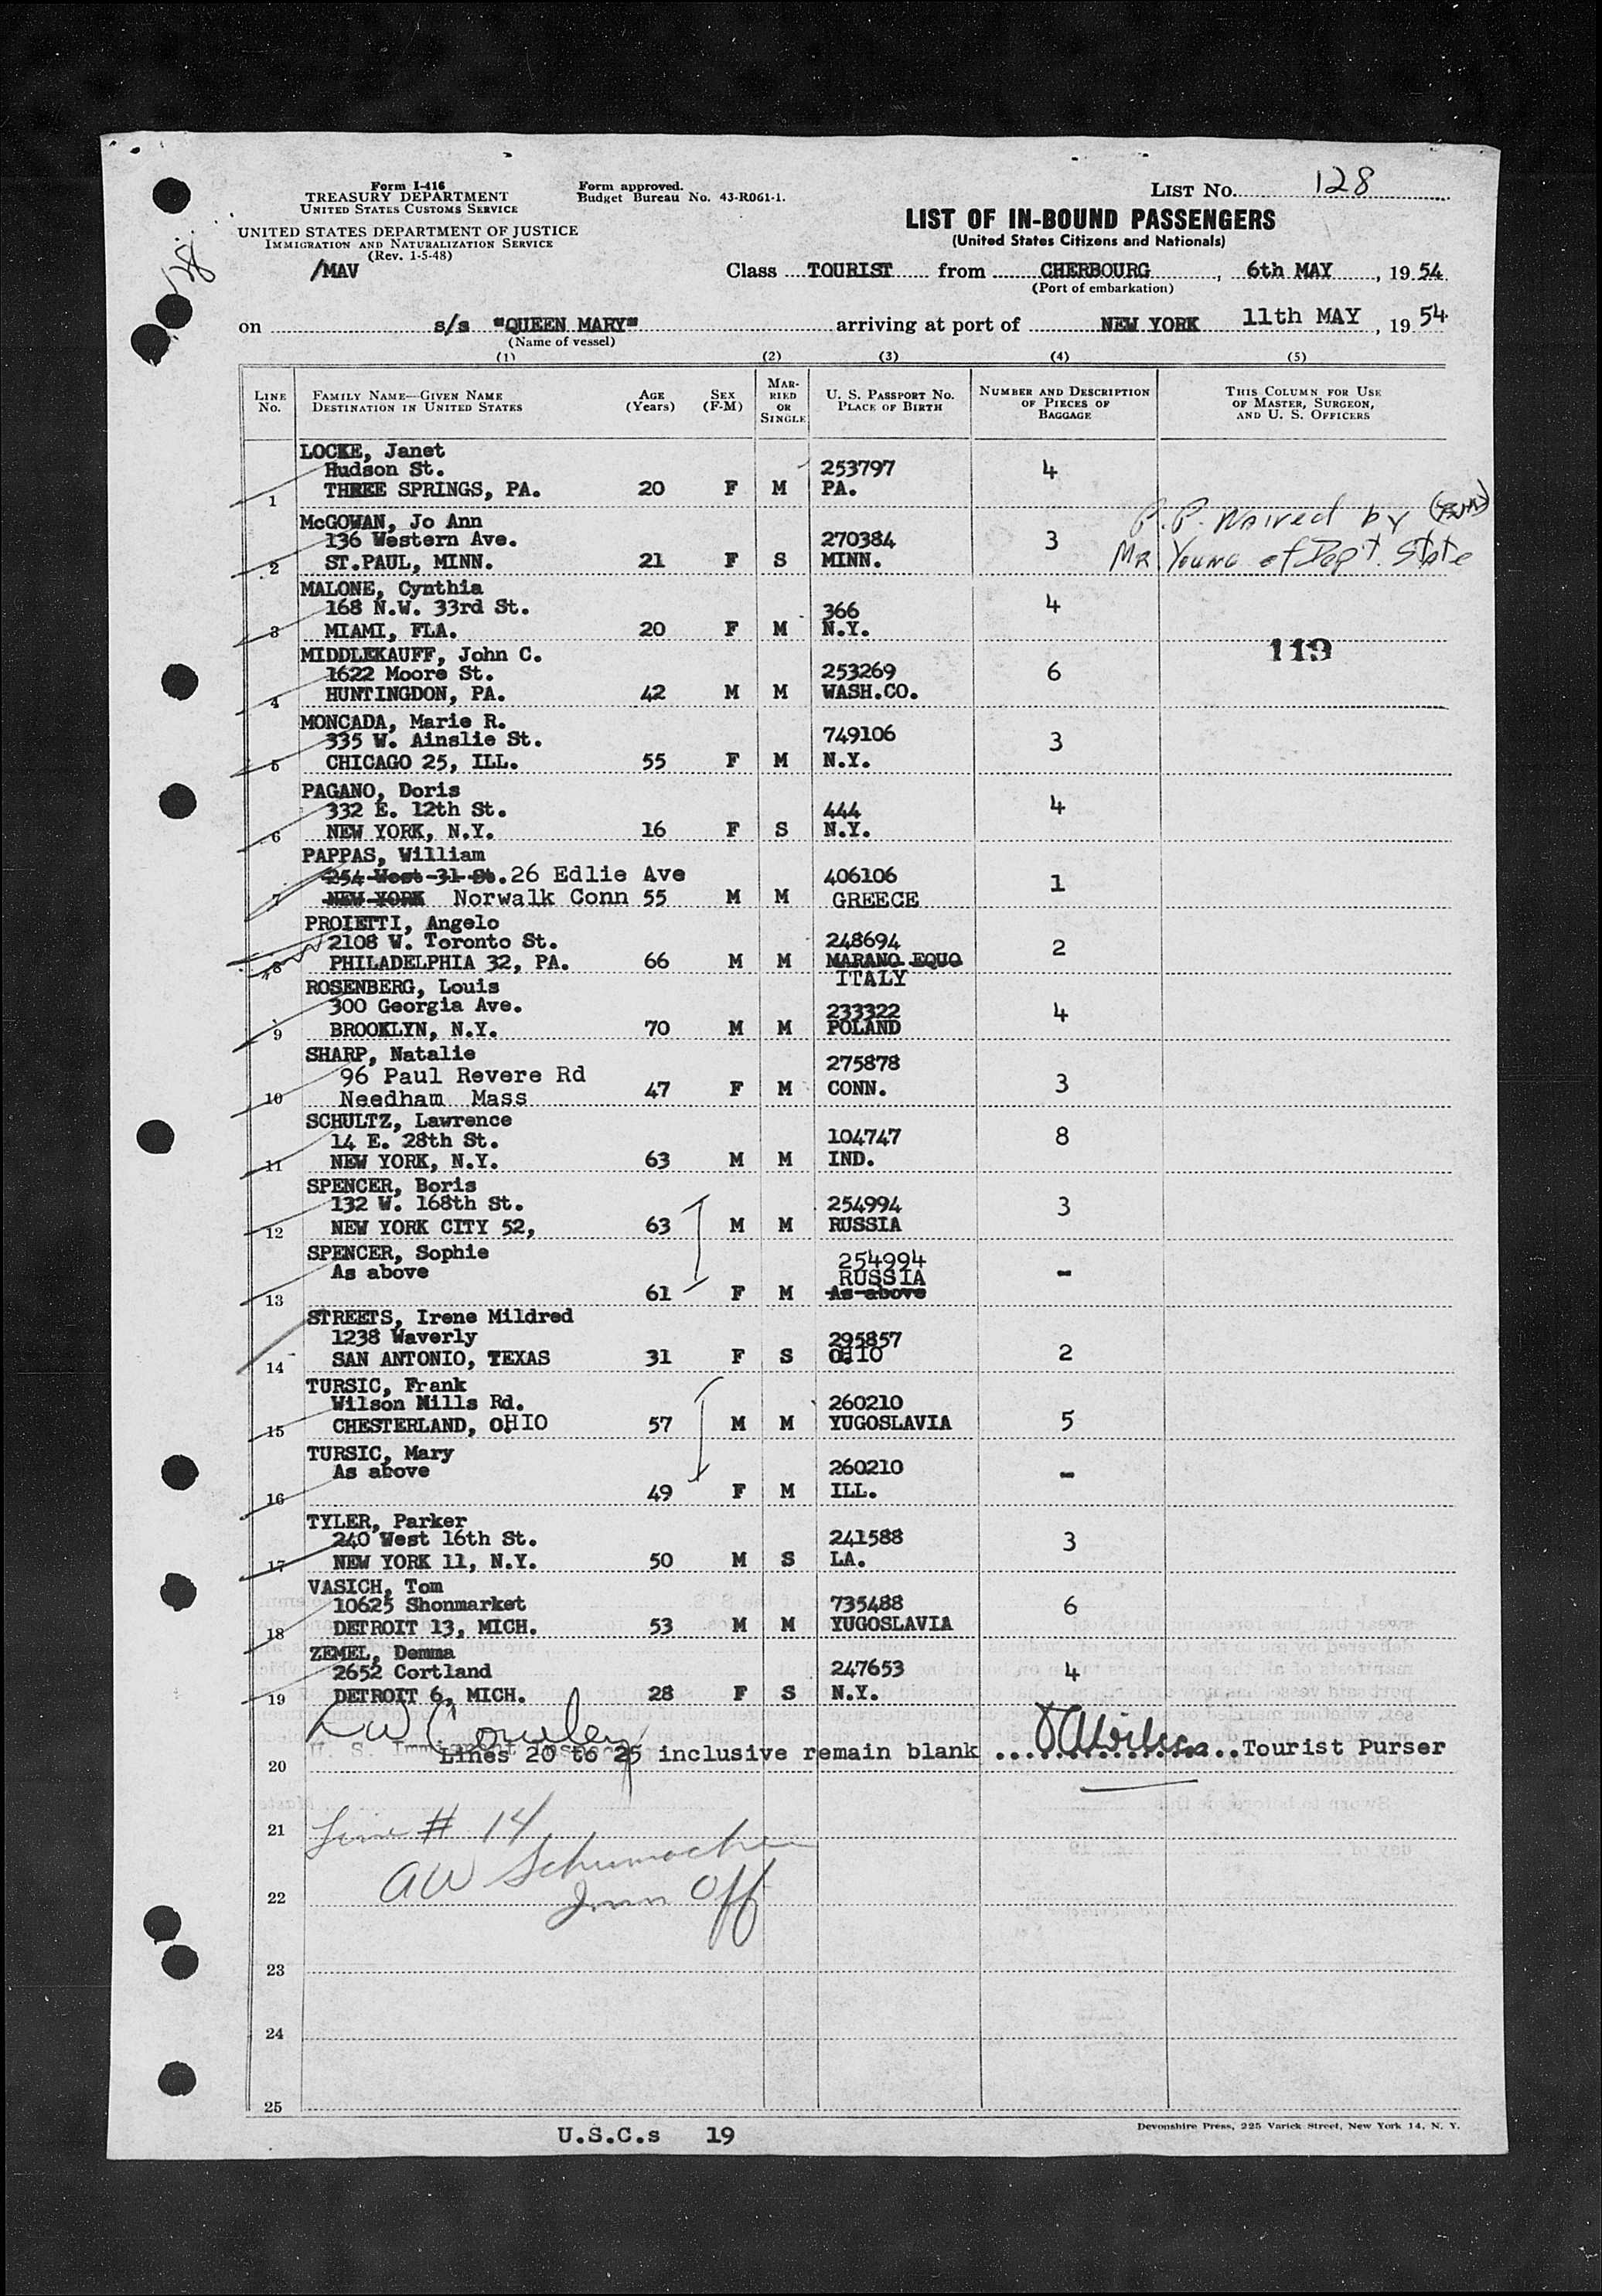 Form I-416
TREASURY DEPARTMENT
UNITED STATES CUSTOMS SERVICE
UNITED STATES DEPARTMENT OF JUSTICE
IMMIGRATION AND NATURALIZATION SERVICE
(Rev. 1-5-48)
/MAV
Form approved.
Budget Bureau No. 43-R061-1.
LIST NO. 128
LIST OF IN-BOUND PASSENGERS
(United States Citizens and Nationals)
128
Class TOURIST from CHERBOURG, 6th MAY, 1954
(Port of embarkation)
on s/s "QUEEN MARY" arriving at port of NEW YORK 11th MAY, 1954
(Name of vessel)
(1) (2) (3) (4) (5)
LINE No. FAMILY NAME—GIVEN NAME DESTINATION IN UNITED STATES AGE (Years) SEX (F-M) MARRIED OR SINGLE U. S. PASSPORT NO. PLACE OF BIRTH NUMBER AND DESCRIPTION OF PIECES OF BAGGAGE THIS COLUMN FOR USE OF MASTER, SURGEON, AND U. S. OFFICERS
LOCKE, Janet
Hudson St. 253797 4
1 THREE SPRINGS, PA. 20 F M PA.
P.P. Waived by
McGOWAN, Jo Ann
136 Western Ave. 270384 3
Mr Young of Dept. State
2 ST.PAUL, MINN. 21 F S MINN.
MALONE, Cynthia
168 N.W. 33rd St. 366 4
3 MIAMI, FLA. 20 F M N.Y.
119
MIDDLEKAUFF, John C.
1622 Moore St. 253269 6
4 HUNTINGDON, PA. 42 M M WASH.CO.
MONCADA, Marie R.
335 W. Ainslie St. 749106 3
5 CHICAGO 25, ILL. 55 F M N.Y.
PAGANO, Doris
332 E. 12th St. 444 4
6 NEW YORK, N.Y. 16 F S N.Y.
PAPPAS, William
254 West 31 St. 26 Edlie Ave 406106 1
7 NEW YORK Norwalk Conn 55 M M GREECE
PROIETTI, Angelo
2108 W. Toronto St. 248694 2
8 PHILADELPHIA 32, PA. 66 M M MARANO EQUO
ITALY
ROSENBERG, Louis
300 Georgia Ave. 233322 4
9 BROOKLYN, N.Y. 70 M M POLAND
SHARP, Natalie
96 Paul Revere Rd 275878 3
10 Needham Mass 47 F M CONN.
SCHULTZ, Lawrence
14 E. 28th St. 104747 8
11 NEW YORK, N.Y. 63 M M IND.
SPENCER, Boris
132 W. 168th St. 254994 3
12 NEW YORK CITY 52, 63 M M RUSSIA
SPENCER, Sophie 254994
As above RUSSIA -
13 61 F M As above
STREETS, Irene Mildred
1238 Waverly 295857 2
14 SAN ANTONIO, TEXAS 31 F S OHIO
TURSIC, Frank
Wilson Mills Rd. 260210 5
15 CHESTERLAND, OHIO 57 M M YUGOSLAVIA
TURSIC, Mary
As above 260210 -
16 49 F M ILL.
TYLER, Parker
240 West 16th St. 241588 3
17 NEW YORK 11, N.Y. 50 M S LA.
VASICH, Tom
10625 Shonmarket 735488 6
18 DETROIT 13, MICH. 53 M M YUGOSLAVIA
ZEMEL, Demma
2652 Cortland 247653 4
19 DETROIT 6, MICH. 28 F S N.Y.
U. S. Immigrant Inspector
20 Lines 20 to 25 inclusive remain blank Tourist Purser
21 Line # 14
22 AW Schumacher
Imm Off
23
24
25
U.S.C.s 19
Devonshire Press, 225 Varick Street, New York 14, N. Y.